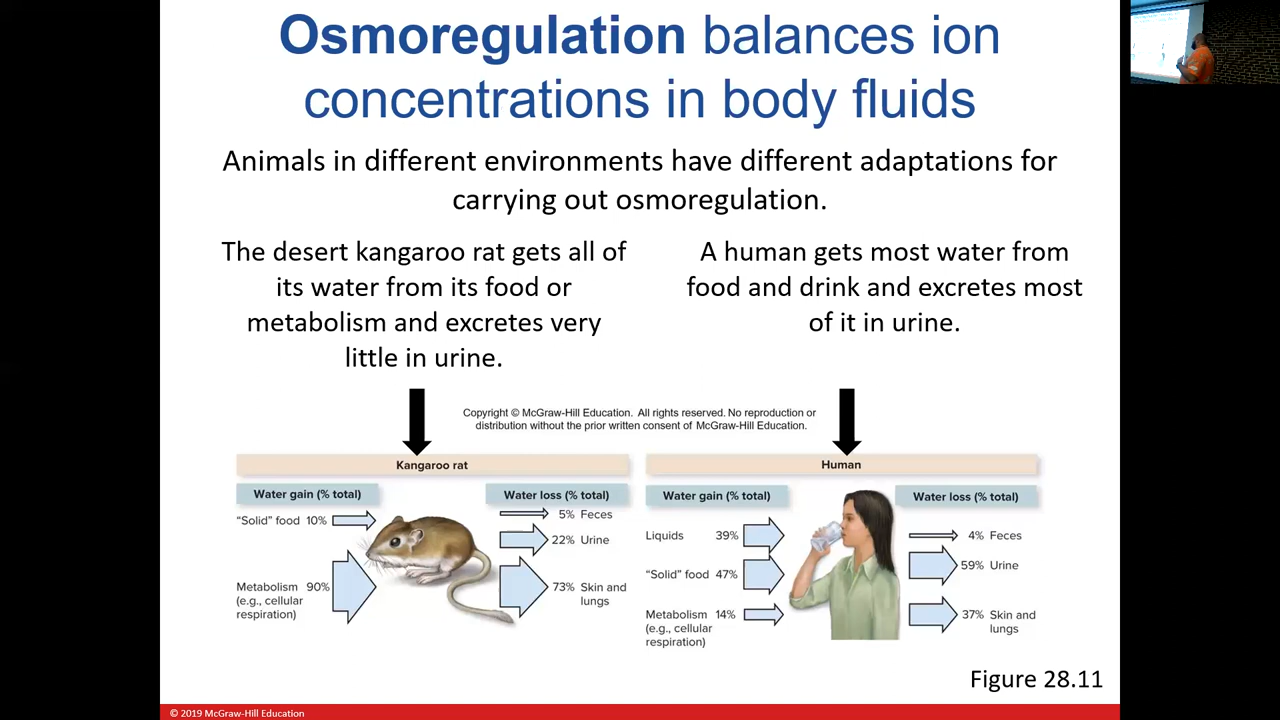 Osmoregulation balances ion
concentrations in body fluids
Animals in different environments have different adaptations for
carrying out osmoregulation.
The desert kangaroo rat gets all of
its water from its food or
metabolism and excretes very
little in urine.
A human gets most water from
food and drink and excretes most
of it in urine.
Copyright © McGraw-Hill Education. All rights reserved. No reproduction or
distribution without the prior written consent of McGraw-Hill Education.
Kangaroo rat
Water gain (% total)
"Solid" food 10%
Metabolism 90%
(e.g., cellular
respiration)
Water loss (% total)
5% Feces
22% Urine
73% Skin and
lungs
Human
Water gain (% total)
Liquids 39%
"Solid" food 47%
Metabolism 14%
(e.g., cellular
respiration)
Water loss (% total)
4% Feces
59% Urine
37% Skin and
lungs
Figure 28.11
© 2019 McGraw-Hill Education